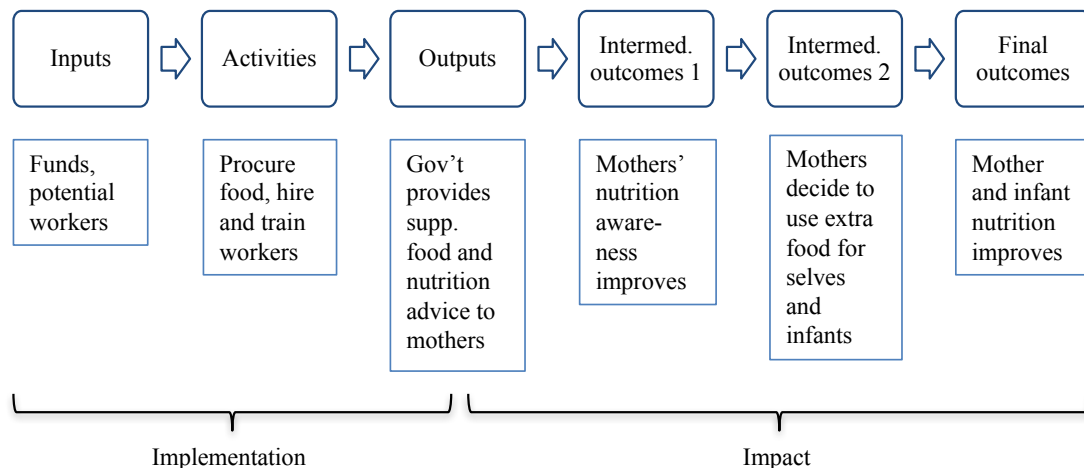 Inputs
Activities
Outputs
Intermed.
outcomes 1
Intermed.
outcomes 2
Final
outcomes
Funds,
potential
workers
Procure
food, hire
and train
workers
Gov't
provides
supp.
food and
nutrition
advice to
mothers
Mothers'
nutrition
aware-
ness
improves
Mothers
decide to
use extra
food for
selves
and
infants
Mother
and infant
nutrition
improves
Implementation
Impact